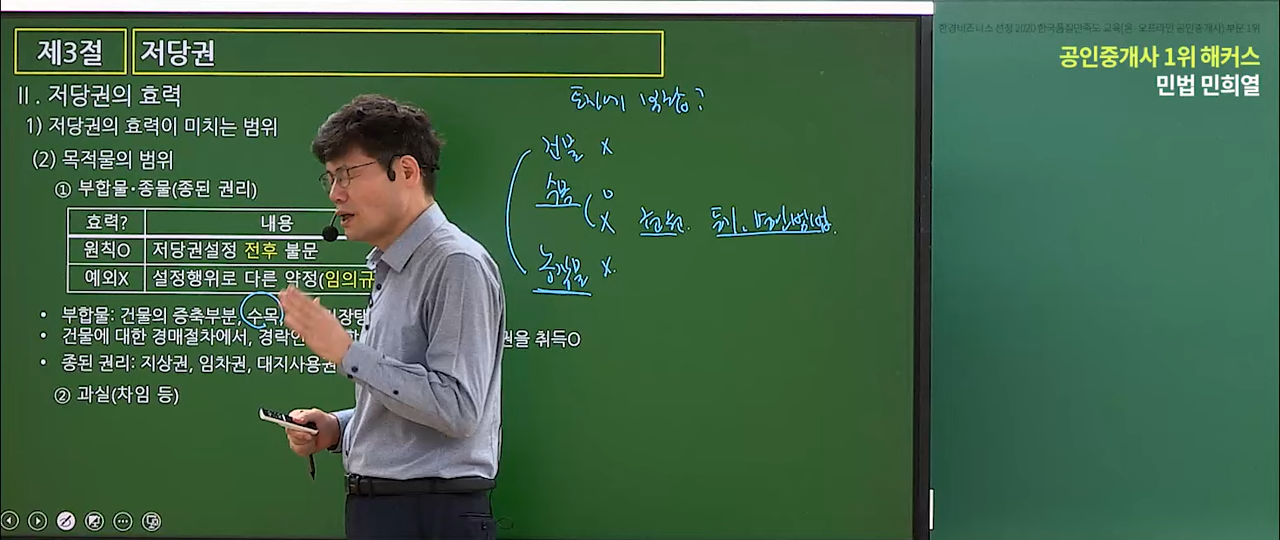 제3절 저당권
Ⅱ. 저당권의 효력
1) 저당권의 효력이 미치는 범위
(2) 목적물의 범위
① 부합물·종물(종된 권리)
효력? 내용
원칙O 저당권설정 전후 불문
예외X 설정행위로 다른 약정(임의규
• 부합물: 건물의 증축부분, 수목,
• 건물에 대한 경매절차에서, 경락인 권을 취득O
• 종된 권리: 지상권, 임차권, 대지사용권
② 과실(차임 등)
건물 X
수목 O
X
농작물 X
한경비즈니스 선정 2020 한국품질만족도 교육(온·오프라인 공인중개사) 부문 1위
공인중개사 1위 해커스
민법 민희열